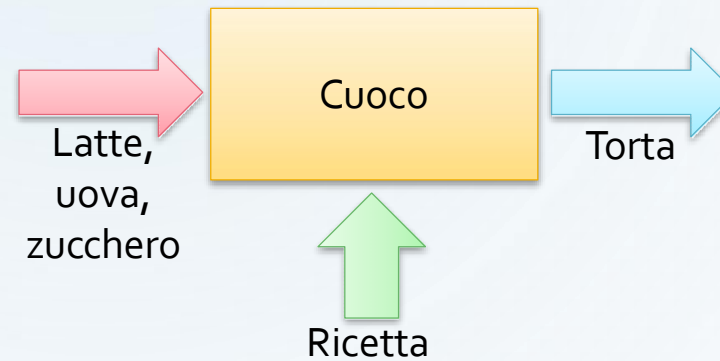 Cuoco
Latte,
uova,
zucchero
Torta
Ricetta